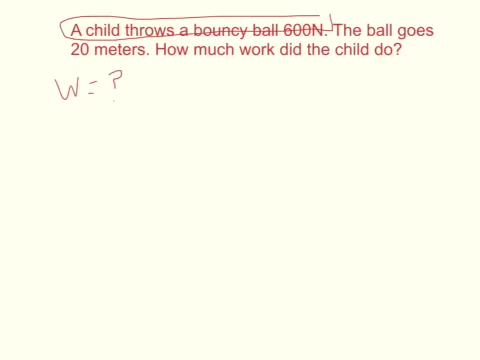 A child throws a bouncy ball 600N. The ball goes
20 meters. How much work did the child do?
W = ?